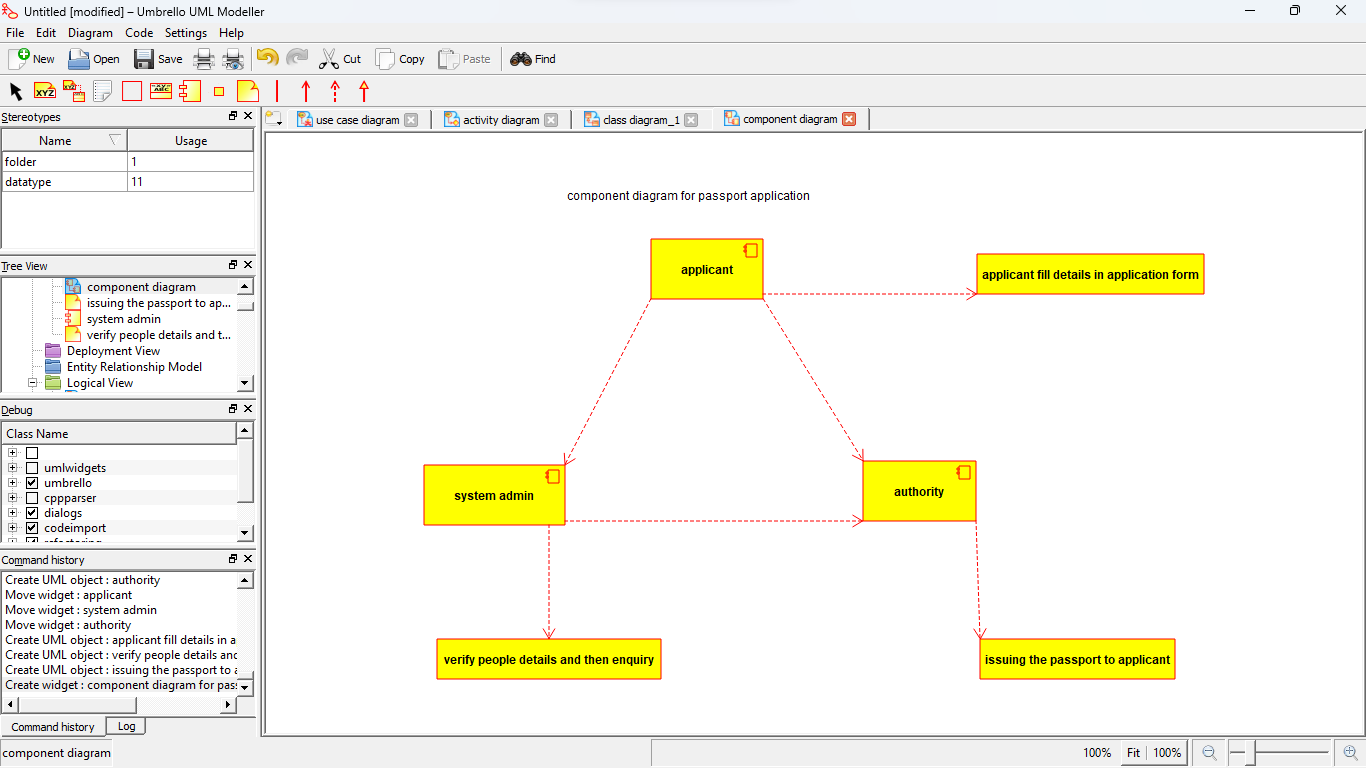 Untitled [modified] – Umbrello UML Modeller
File Edit Diagram Code Settings Help
New Open Save Cut Copy Paste Find
XYZ XYZ XY ABC
Stereotypes
use case diagram activity diagram class diagram_1 component diagram
Name Usage
folder 1
datatype 11
component diagram for passport application
applicant
applicant fill details in application form
system admin
authority
verify people details and then enquiry
issuing the passport to applicant
Tree View
component diagram
issuing the passport to ap...
system admin
verify people details and t...
Deployment View
Entity Relationship Model
Logical View
Debug
Class Name
umlwidgets
umbrello
cppparser
dialogs
codeimport
Command history
Create UML object : authority
Move widget : applicant
Move widget : system admin
Move widget : authority
Create UML object : applicant fill details in a
Create UML object : verify people details and
Create UML object : issuing the passport to a
Create widget : component diagram for pas
Command history Log
component diagram 100% Fit 100%